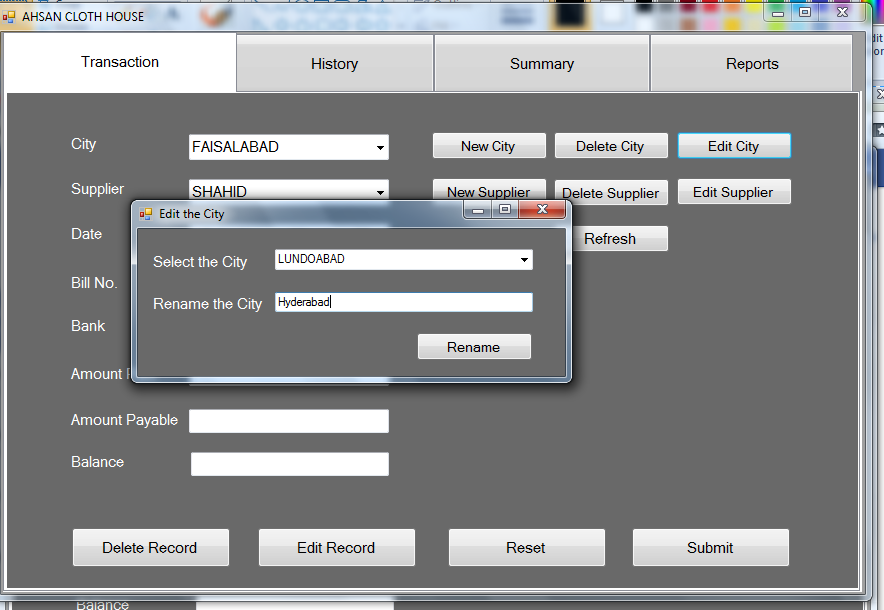 AHSAN CLOTH HOUSE
Transaction History Summary Reports
City FAISALABAD New City Delete City Edit City
Supplier SHAHID New Supplier Delete Supplier Edit Supplier
Edit the City
Date Refresh
Select the City LUNDOABAD
Bill No.
Rename the City Hyderabad
Bank
Rename
Amount
Amount Payable
Balance
Delete Record Edit Record Reset Submit
Balance